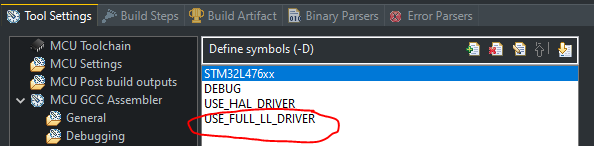 Tool Settings Build Steps Build Artifact Binary Parsers Error Parsers
MCU Toolchain
MCU Settings
MCU Post build outputs
MCU GCC Assembler
General
Debugging
Define symbols (-D)
STM32L476xx
DEBUG
USE_HAL_DRIVER
USE_FULL_LL_DRIVER